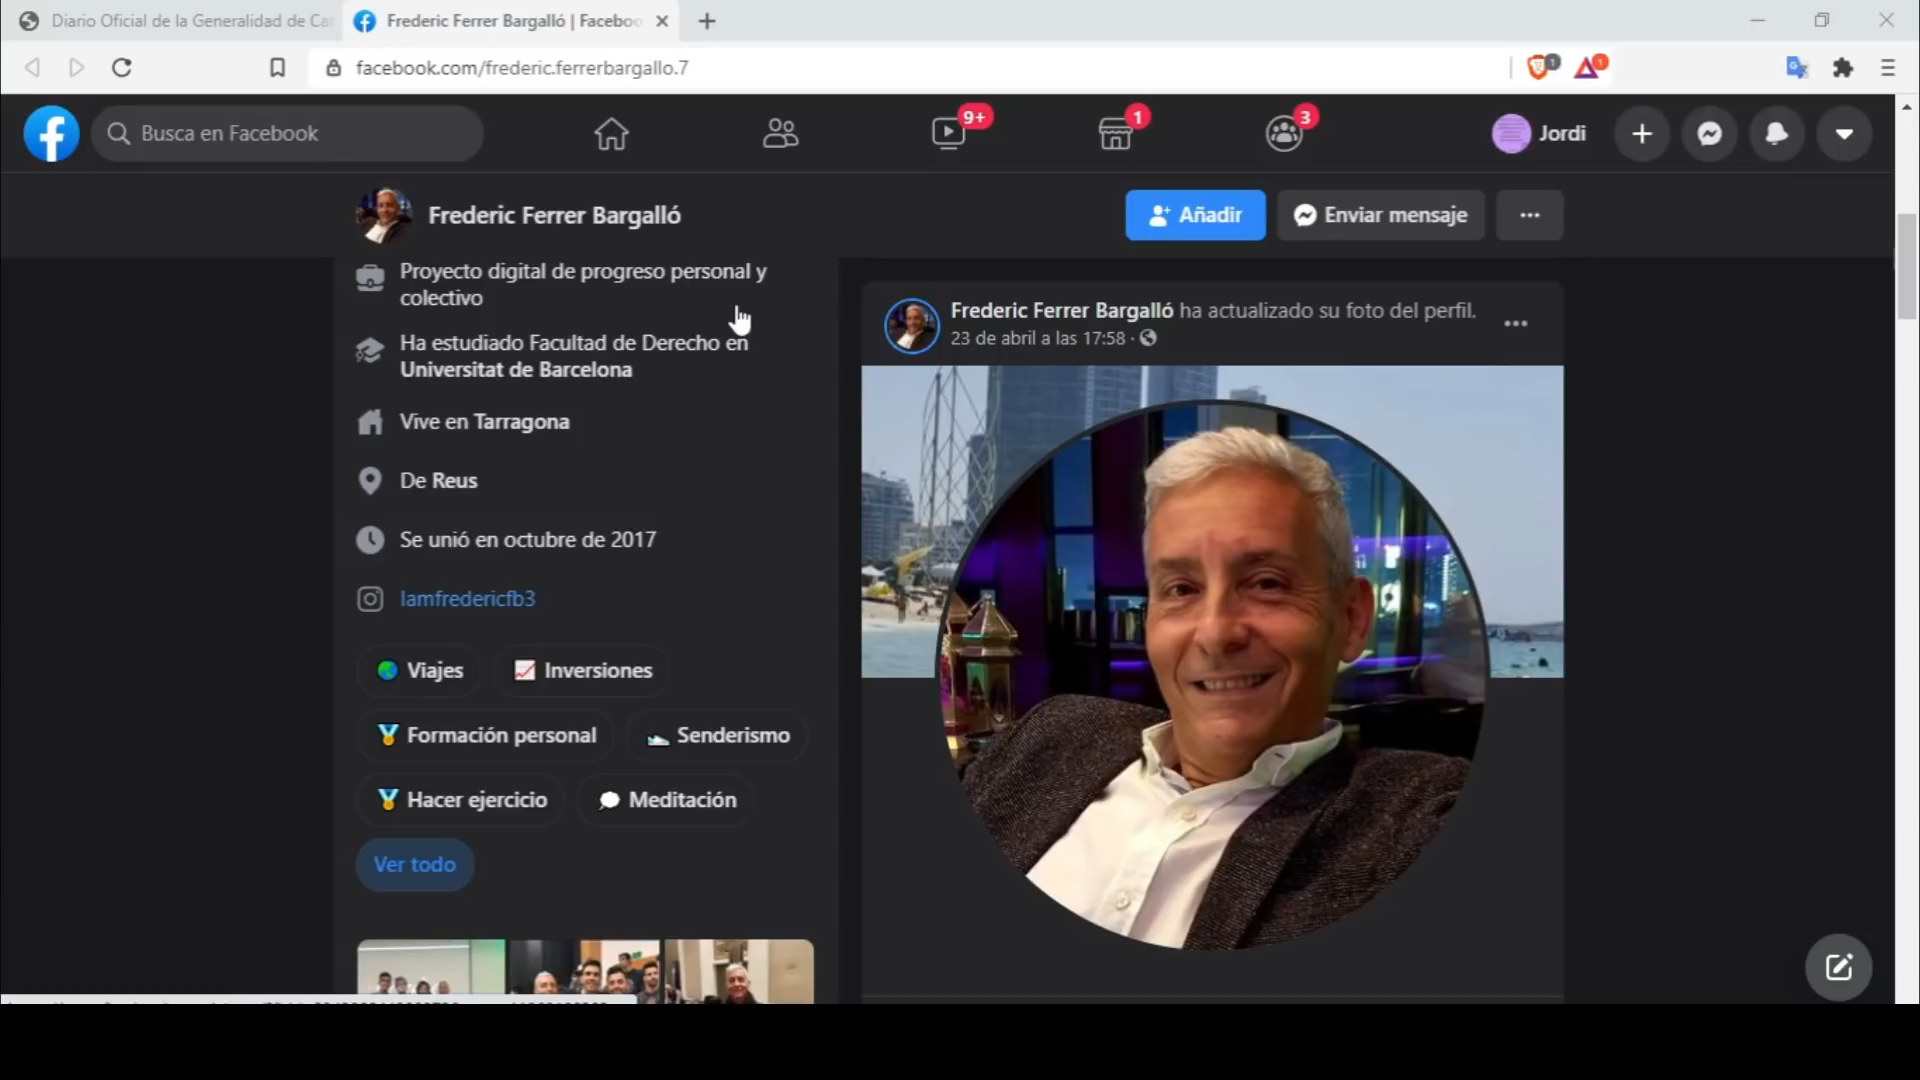 Diario Oficial de la Generalidad de Ca
Frederic Ferrer Bargalló | Faceboo
facebook.com/frederic.ferrerbargallo.7
1
1
Busca en Facebook
9+
1
3
Jordi
Frederic Ferrer Bargalló
Añadir
Enviar mensaje
Proyecto digital de progreso personal y
colectivo
Ha estudiado Facultad de Derecho en
Universitat de Barcelona
Vive en Tarragona
De Reus
Se unió en octubre de 2017
Iamfredericfb3
Viajes
Inversiones
Formación personal
Senderismo
Hacer ejercicio
Meditación
Ver todo
Frederic Ferrer Bargalló ha actualizado su foto del perfil.
23 de abril a las 17:58 ·